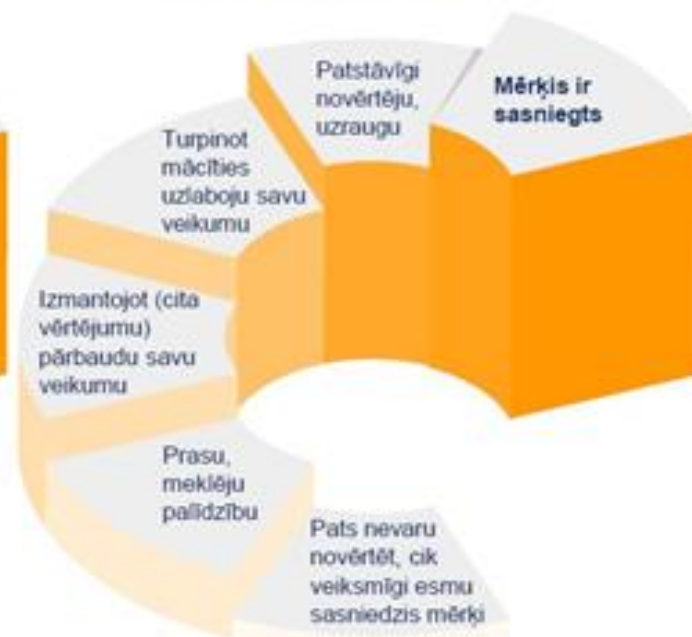 Patstāvīgi
novērtēju,
uzraugu
Mērķis ir
sasniegts
Turpinot
mācīties
uzlaboju savu
veikumu
Izmantojot (cita
vērtējumu)
pārbaudu savu
veikumu
Prasu,
meklēju
palīdzību
Pats nevaru
novērtēt, cik
veiksmīgi esmu
sasniedzis mērķi